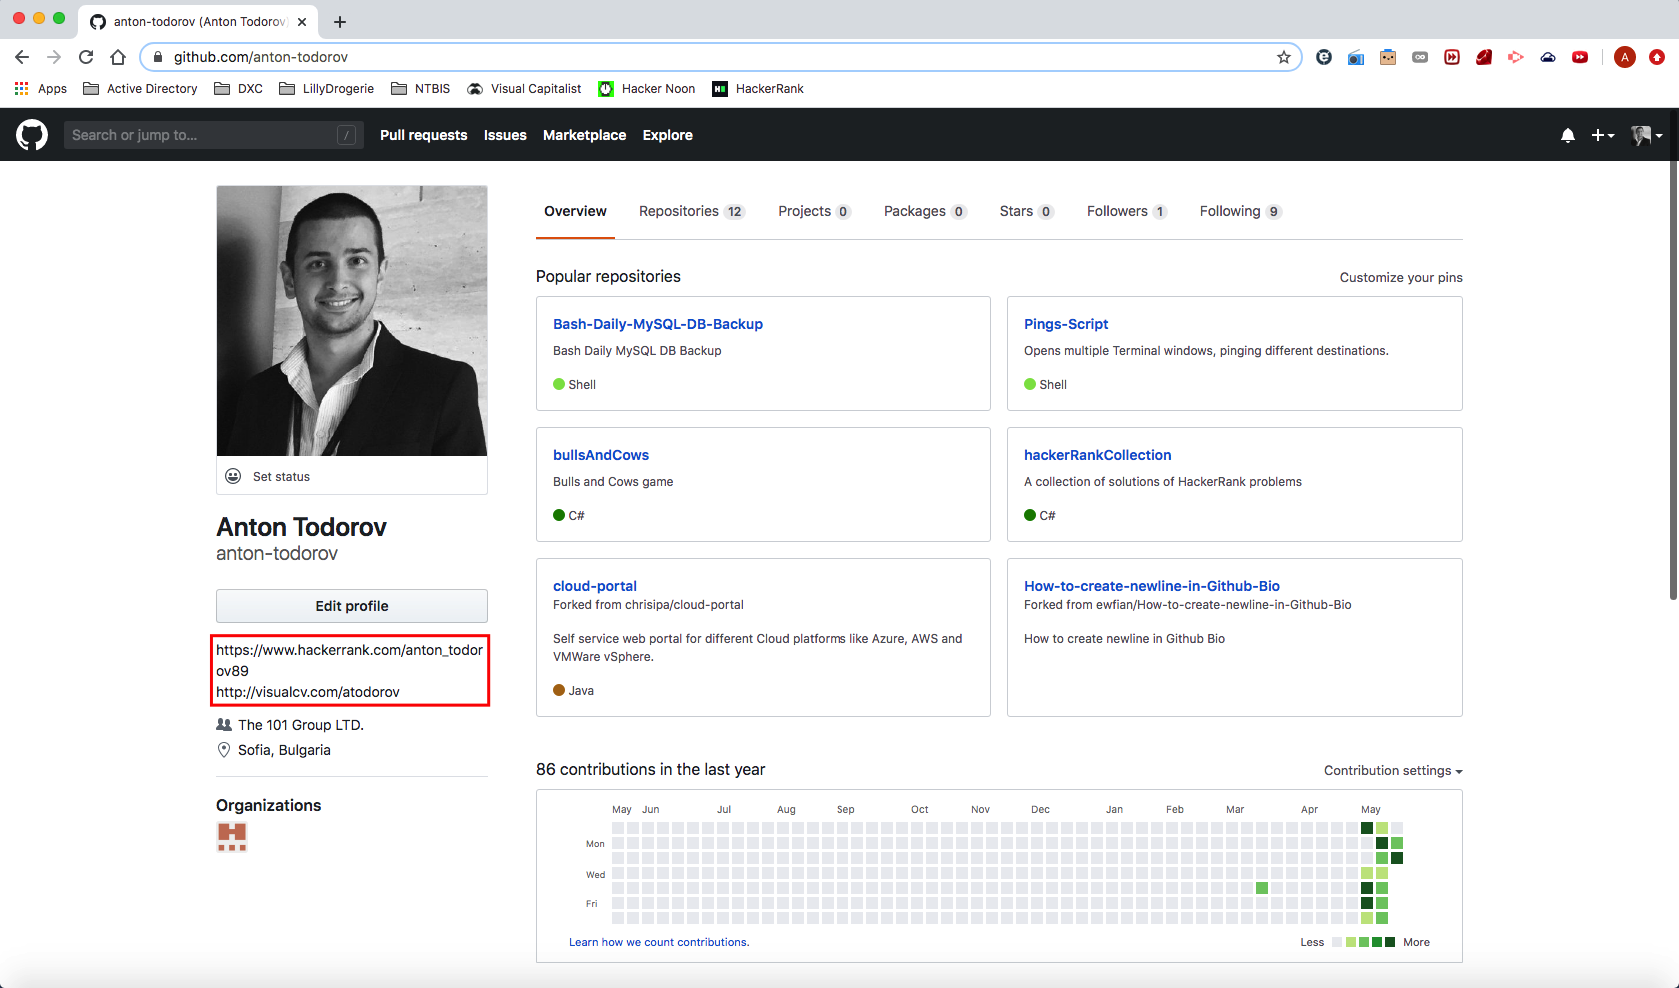 anton-todorov (Anton Todorov)
github.com/anton-todorov
A
Apps
Active Directory
DXC
LillyDrogerie
NTBIS
Visual Capitalist
Hacker Noon
HackerRank
Search or jump to...
/
Pull requests
Issues
Marketplace
Explore
Overview
Repositories 12
Projects 0
Packages 0
Stars 0
Followers 1
Following 9
Set status
Anton Todorov
anton-todorov
Edit profile
https://www.hackerrank.com/anton_todor
ov89
http://visualcv.com/atodorov
The 101 Group LTD.
Sofia, Bulgaria
Organizations
Popular repositories
Customize your pins
Bash-Daily-MySQL-DB-Backup
Bash Daily MySQL DB Backup
Shell
Pings-Script
Opens multiple Terminal windows, pinging different destinations.
Shell
bullsAndCows
Bulls and Cows game
C#
hackerRankCollection
A collection of solutions of HackerRank problems
C#
cloud-portal
Forked from chrisipa/cloud-portal
Self service web portal for different Cloud platforms like Azure, AWS and
VMWare vSphere.
Java
How-to-create-newline-in-Github-Bio
Forked from ewfian/How-to-create-newline-in-Github-Bio
How to create newline in Github Bio
86 contributions in the last year
Contribution settings
May Jun Jul Aug Sep Oct Nov Dec Jan Feb Mar Apr May
Mon
Wed
Fri
Learn how we count contributions.
Less
More